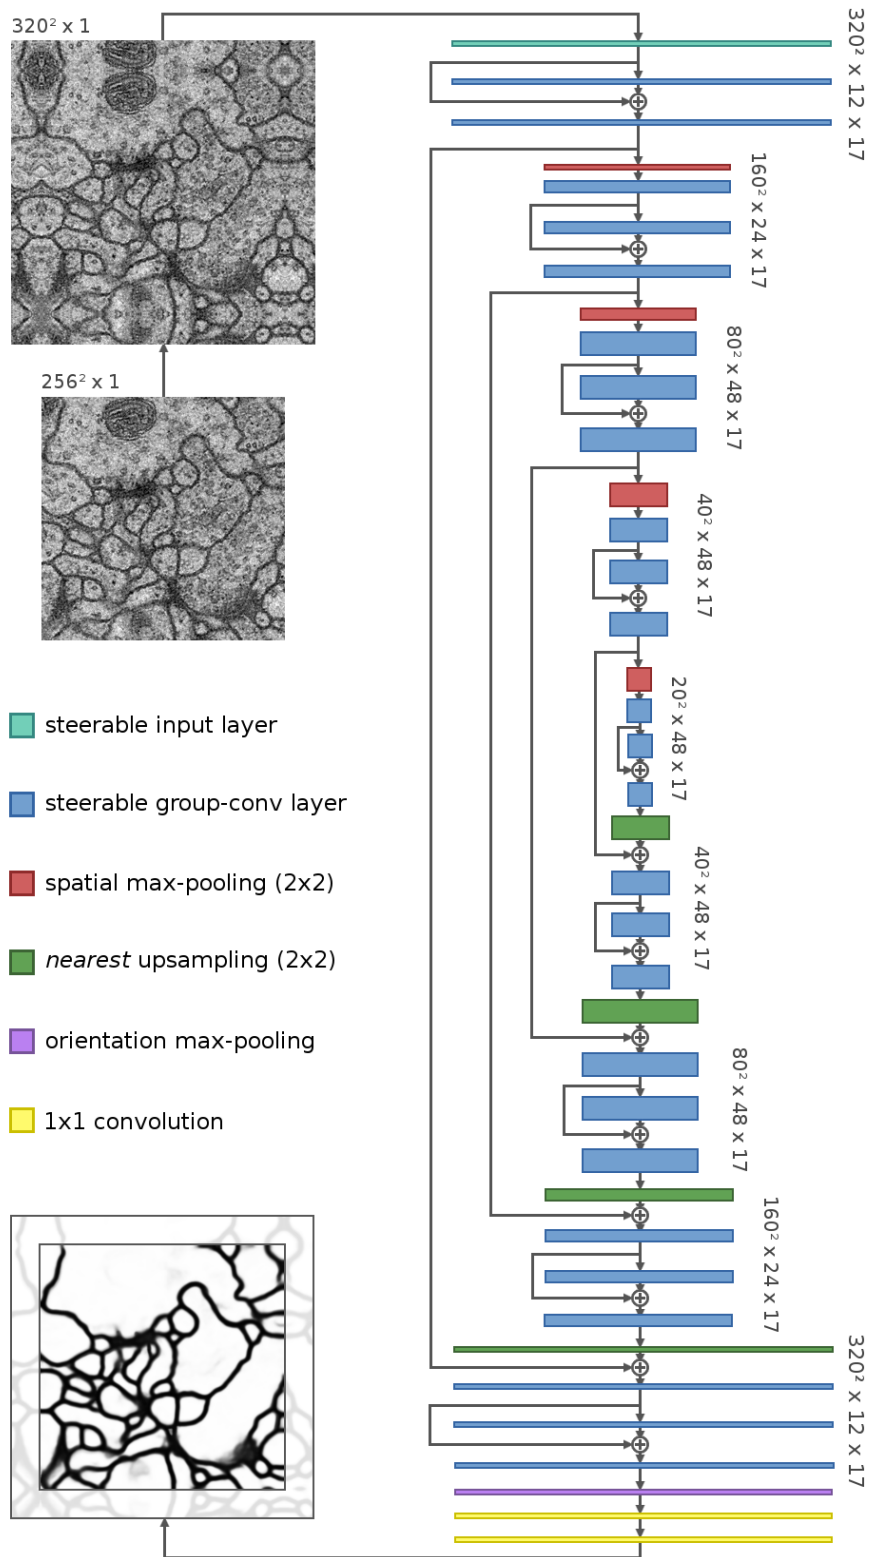 320² x 1
256² x 1
steerable input layer
steerable group-conv layer
spatial max-pooling (2x2)
nearest upsampling (2x2)
orientation max-pooling
1x1 convolution
320² x 12 x 17
160² x 24 x 17
80² x 48 x 17
40² x 48 x 17
20² x 48 x 17
40² x 48 x 17
80² x 48 x 17
160² x 24 x 17
320² x 12 x 17